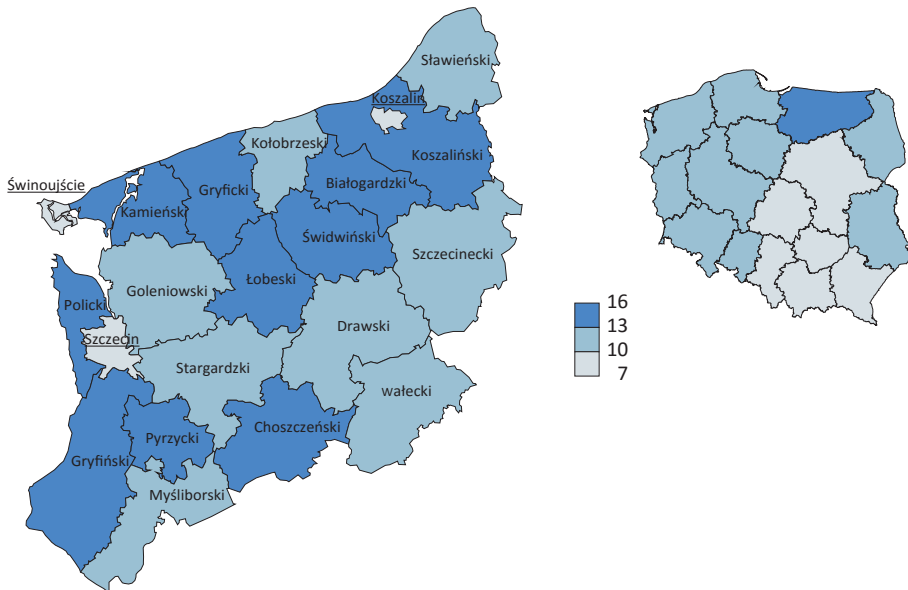 Sławieński
Koszalin
Kołobrzeski
Koszaliński
Gryficki
Białogardzki
Świnoujście
Kamieński
Świdwiński
Szczecinecki
Łobeski
Goleniowski
Policki
Drawski
Szczecin
Stargardzki
wałecki
Choszczeński
Pyrzycki
Gryfiński
Myśliborski
16
13
10
7